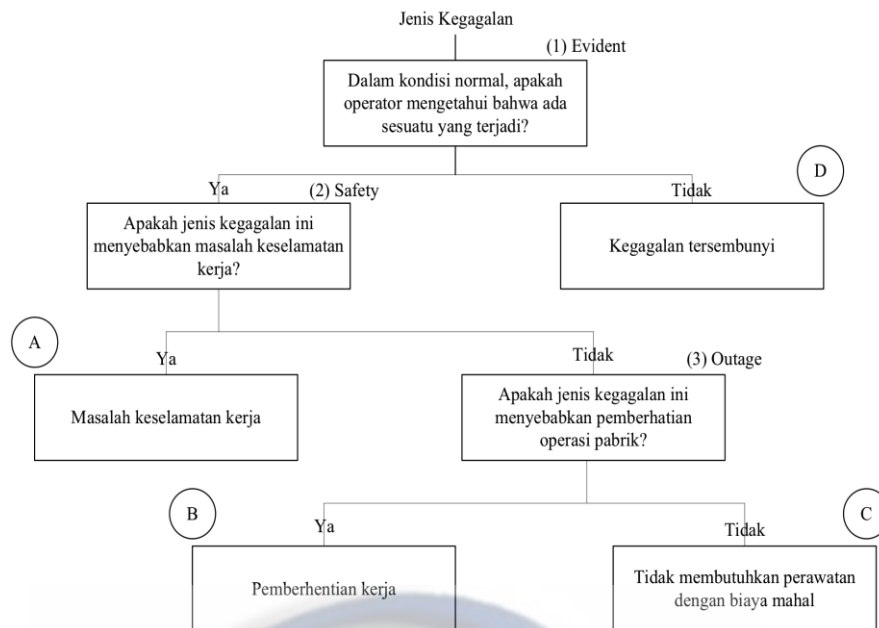 Jenis Kegagalan
(1) Evident
Dalam kondisi normal, apakah
operator mengetahui bahwa ada
sesuatu yang terjadi?
D
Ya
(2) Safety
Tidak
Apakah jenis kegagalan ini
menyebabkan masalah keselamatan
kerja?
Kegagalan tersembunyi
A
Ya
Tidak
(3) Outage
Masalah keselamatan kerja
Apakah jenis kegagalan ini
menyebabkan pemberhatian
operasi pabrik?
B
Ya
Tidak
C
Pemberhentian kerja
Tidak membutuhkan perawatan
dengan biaya mahal